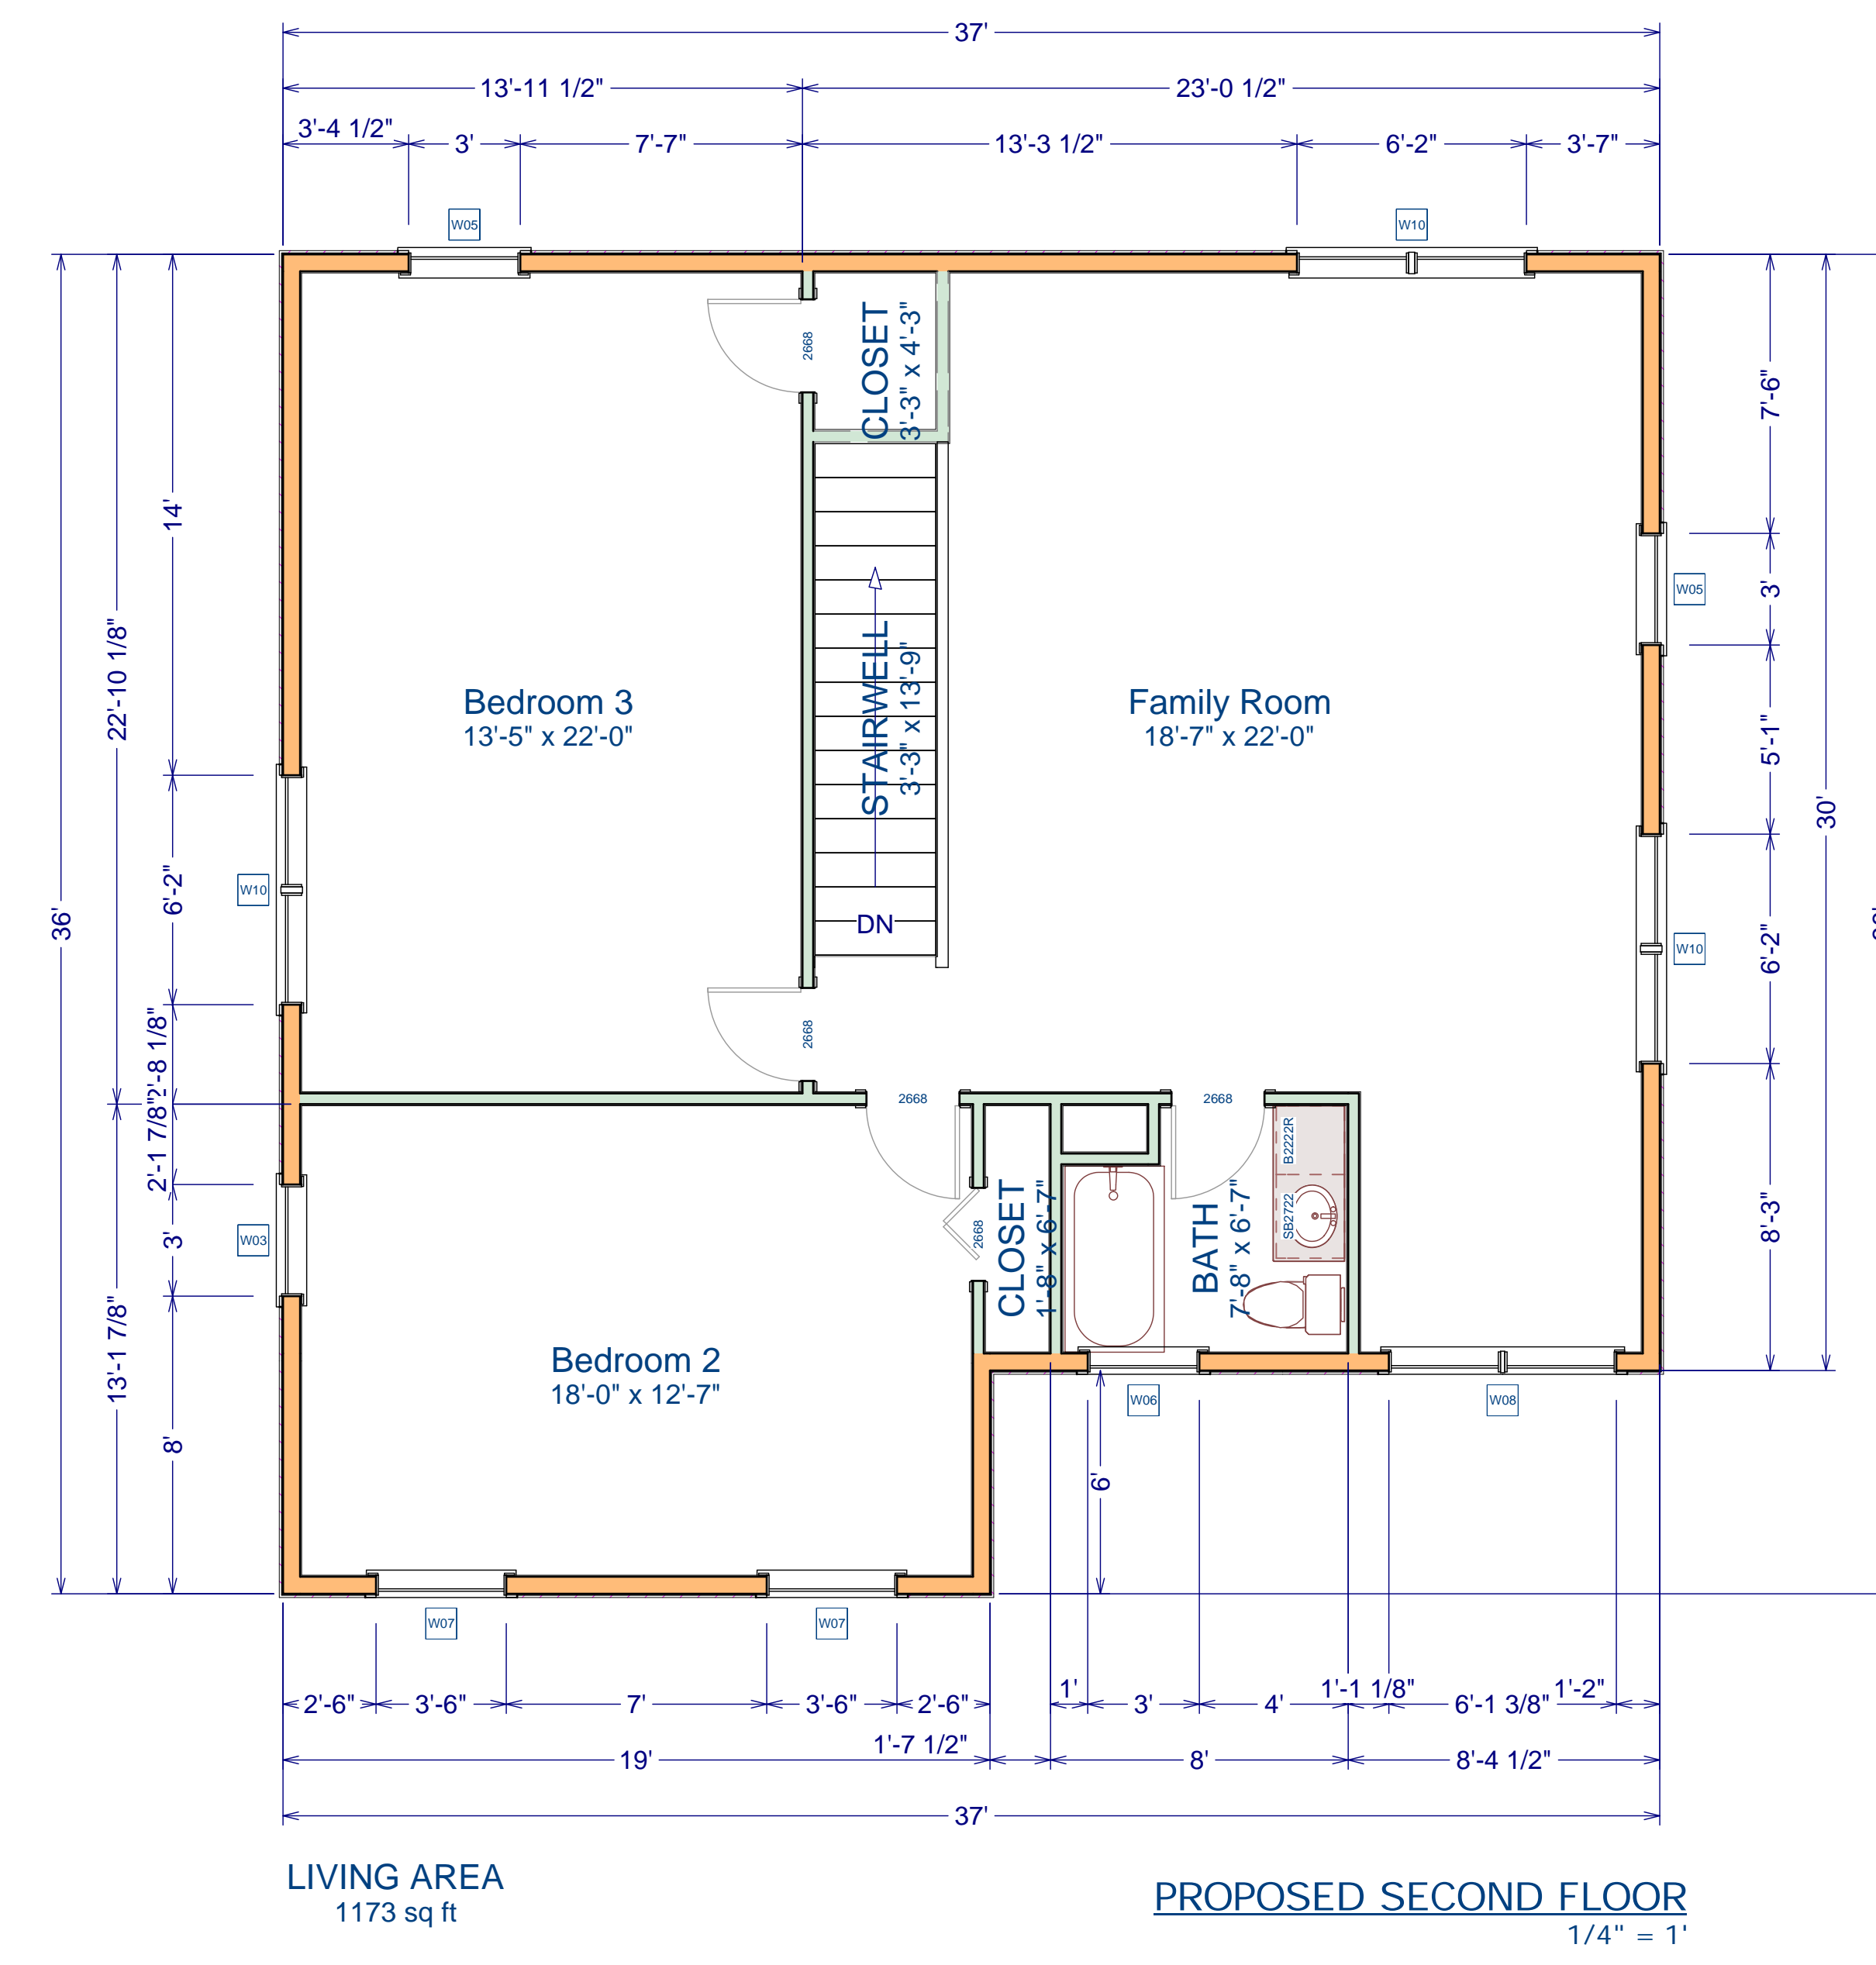 37'
13'-11 1/2"
23'-0 1/2"
3'-4 1/2"
3'
7'-7"
13'-3 1/2"
6'-2"
3'-7"
W05
W10
2668
CLOSET
3'-3" x 4'-3"
7'-6"
14'
W05
3'
22'-10 1/8"
STAIRWELL
3'-3" x 13'-9"
Bedroom 3
13'-5" x 22'-0"
Family Room
18'-7" x 22'-0"
5'-1"
30'
36'
W10
6'-2"
DN
W10
6'-2"
2'-8 1/8"
2668
2668
2668
2'-1 7/8"
B2222R
SB2722
W03
3'
2668
CLOSET
1'-8" x 6'-7"
BATH
7'-8" x 6'-7"
8'-3"
13'-1 7/8"
Bedroom 2
18'-0" x 12'-7"
W06
W08
8'
6'
W07
W07
2'-6"
3'-6"
7'
3'-6"
2'-6"
1'
3'
4'
1'-1 1/8"
6'-1 3/8"
1'-2"
19'
1'-7 1/2"
8'
8'-4 1/2"
37'
LIVING AREA
1173 sq ft
PROPOSED SECOND FLOOR
1/4" = 1'